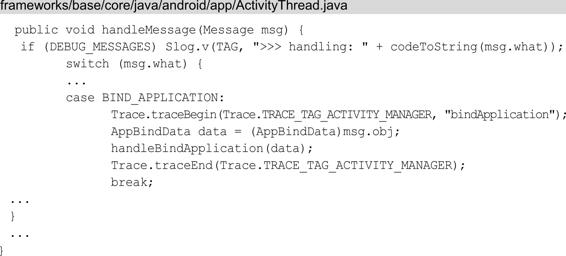 frameworks/base/core/java/android/app/ActivityThread.java
public void handleMessage(Message msg) {
if (DEBUG_MESSAGES) Slog.v(TAG, ">>> handling: " + codeToString(msg.what));
switch (msg.what) {
...
case BIND_APPLICATION:
Trace.traceBegin(Trace.TRACE_TAG_ACTIVITY_MANAGER, "bindApplication");
AppBindData data = (AppBindData)msg.obj;
handleBindApplication(data);
Trace.traceEnd(Trace.TRACE_TAG_ACTIVITY_MANAGER);
break;
...
}
...
}